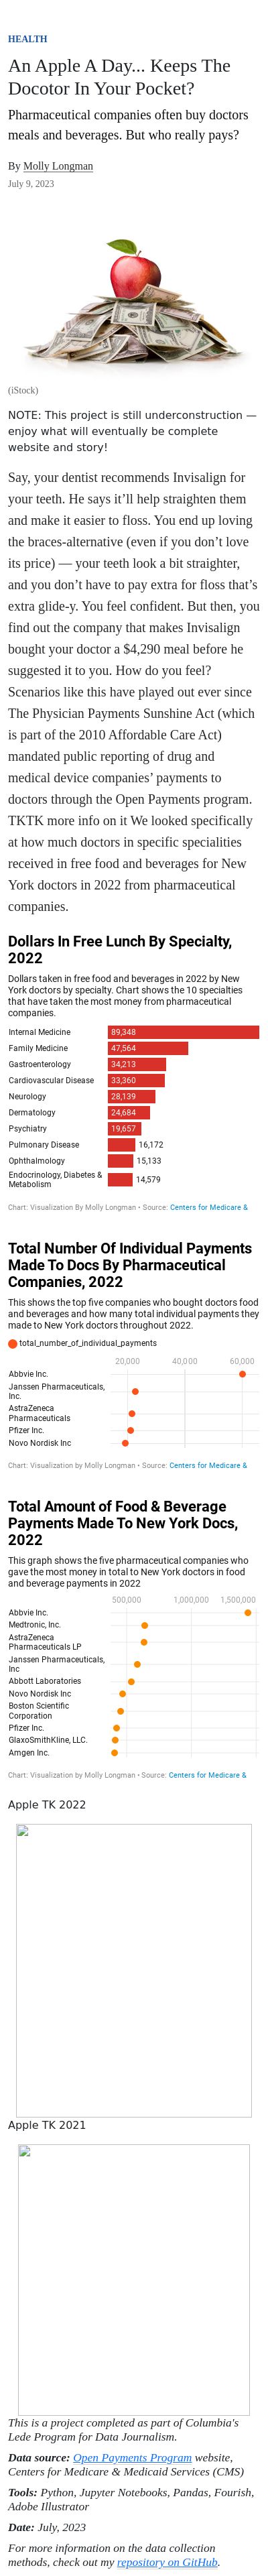 HEALTH
An Apple A Day... Keeps The
Docotor In Your Pocket?
Pharmaceutical companies often buy doctors
meals and beverages. But who really pays?
By Molly Longman
July 9, 2023
(iStock)
NOTE: This project is still underconstruction —
enjoy what will eventually be complete
website and story!
Say, your dentist recommends Invisalign for
your teeth. He says it’ll help straighten them
and make it easier to floss. You end up loving
the braces-alternative (even if you don’t love
its price) — your teeth look a bit straighter,
and you don’t have to pay extra for floss that’s
extra glide-y. You feel confident. But then, you
find out the company that makes Invisalign
bought your doctor a $4,290 meal before he
suggested it to you. How do you feel?
Scenarios like this have played out ever since
The Physician Payments Sunshine Act (which
is part of the 2010 Affordable Care Act)
mandated public reporting of drug and
medical device companies’ payments to
doctors through the Open Payments program.
TKTK more info on it We looked specifically
at how much doctors in specific specialities
received in free food and beverages for New
York doctors in 2022 from pharmaceutical
companies.
Dollars In Free Lunch By Specialty,
2022
Dollars taken in free food and beverages in 2022 by New
York doctors by specialty. Chart shows the 10 specialties
that have taken the most money from pharmaceutical
companies.
Internal Medicine 89,348
Family Medicine 47,564
Gastroenterology 34,213
Cardiovascular Disease 33,360
Neurology 28,139
Dermatology 24,684
Psychiatry 19,657
Pulmonary Disease 16,172
Ophthalmology 15,133
Endocrinology, Diabetes &
Metabolism 14,579
Chart: Visualization By Molly Longman • Source: Centers for Medicare &
Total Number Of Individual Payments
Made To Docs By Pharmaceutical
Companies, 2022
This shows the top five companies who bought doctors food
and beverages and how many total individual payments they
made to New York doctors throughout 2022.
total_number_of_individual_payments
20,000 40,000 60,000
Abbvie Inc.
Janssen Pharmaceuticals,
Inc.
AstraZeneca
Pharmaceuticals
Pfizer Inc.
Novo Nordisk Inc
Chart: Visualization by Molly Longman • Source: Centers for Medicare &
Total Amount of Food & Beverage
Payments Made To New York Docs,
2022
This graph shows the five pharmaceutical companies who
gave the most money in total to New York doctors in food
and beverage payments in 2022
500,000 1,000,000 1,500,000
Abbvie Inc.
Medtronic, Inc.
AstraZeneca
Pharmaceuticals LP
Janssen Pharmaceuticals,
Inc
Abbott Laboratories
Novo Nordisk Inc
Boston Scientific
Corporation
Pfizer Inc.
GlaxoSmithKline, LLC.
Amgen Inc.
Chart: Visualization by Molly Longman • Source: Centers for Medicare &
Apple TK 2022
Apple TK 2021
This is a project completed as part of Columbia's
Lede Program for Data Journalism.
Data source: Open Payments Program website,
Centers for Medicare & Medicaid Services (CMS)
Tools: Python, Jupyter Notebooks, Pandas, Fourish,
Adobe Illustrator
Date: July, 2023
For more information on the data collection
methods, check out my repository on GitHub.